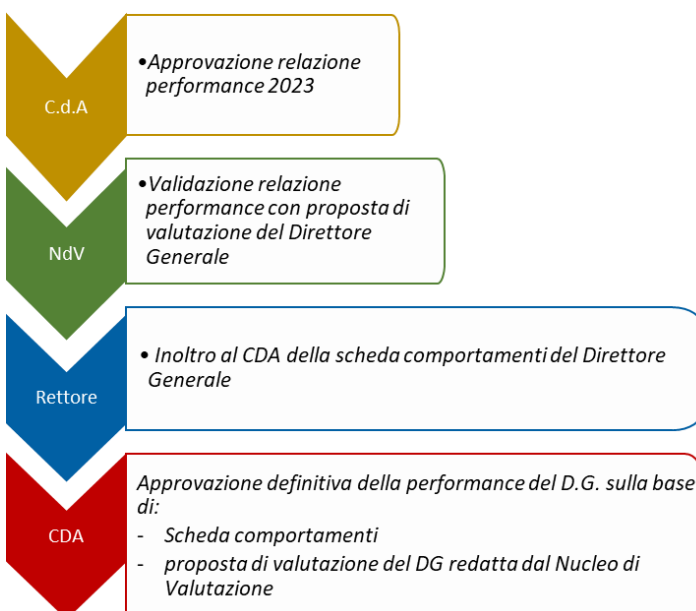 C.d.A
•Approvazione relazione
performance 2023
NdV
•Validazione relazione
performance con proposta di
valutazione del Direttore
Generale
Rettore
• Inoltro al CDA della scheda comportamenti del Direttore
Generale
CDA
Approvazione definitiva della performance del D.G. sulla base
di:
- Scheda comportamenti
- proposta di valutazione del DG redatta dal Nucleo di
Valutazione